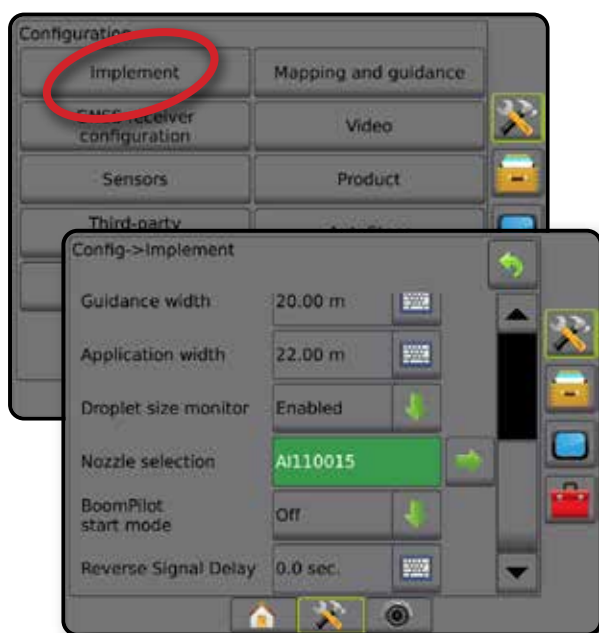 Configuration
Implement
Mapping and guidance
GNSS receiver
configuration
Video
Sensors
Product
Third-party
Config->Implement
Guidance width
20.00 m
Application width
22.00 m
Droplet size monitor
Enabled
Nozzle selection
AI110015
BoomPilot
start mode
Off
Reverse Signal Delay
0.0 sec.